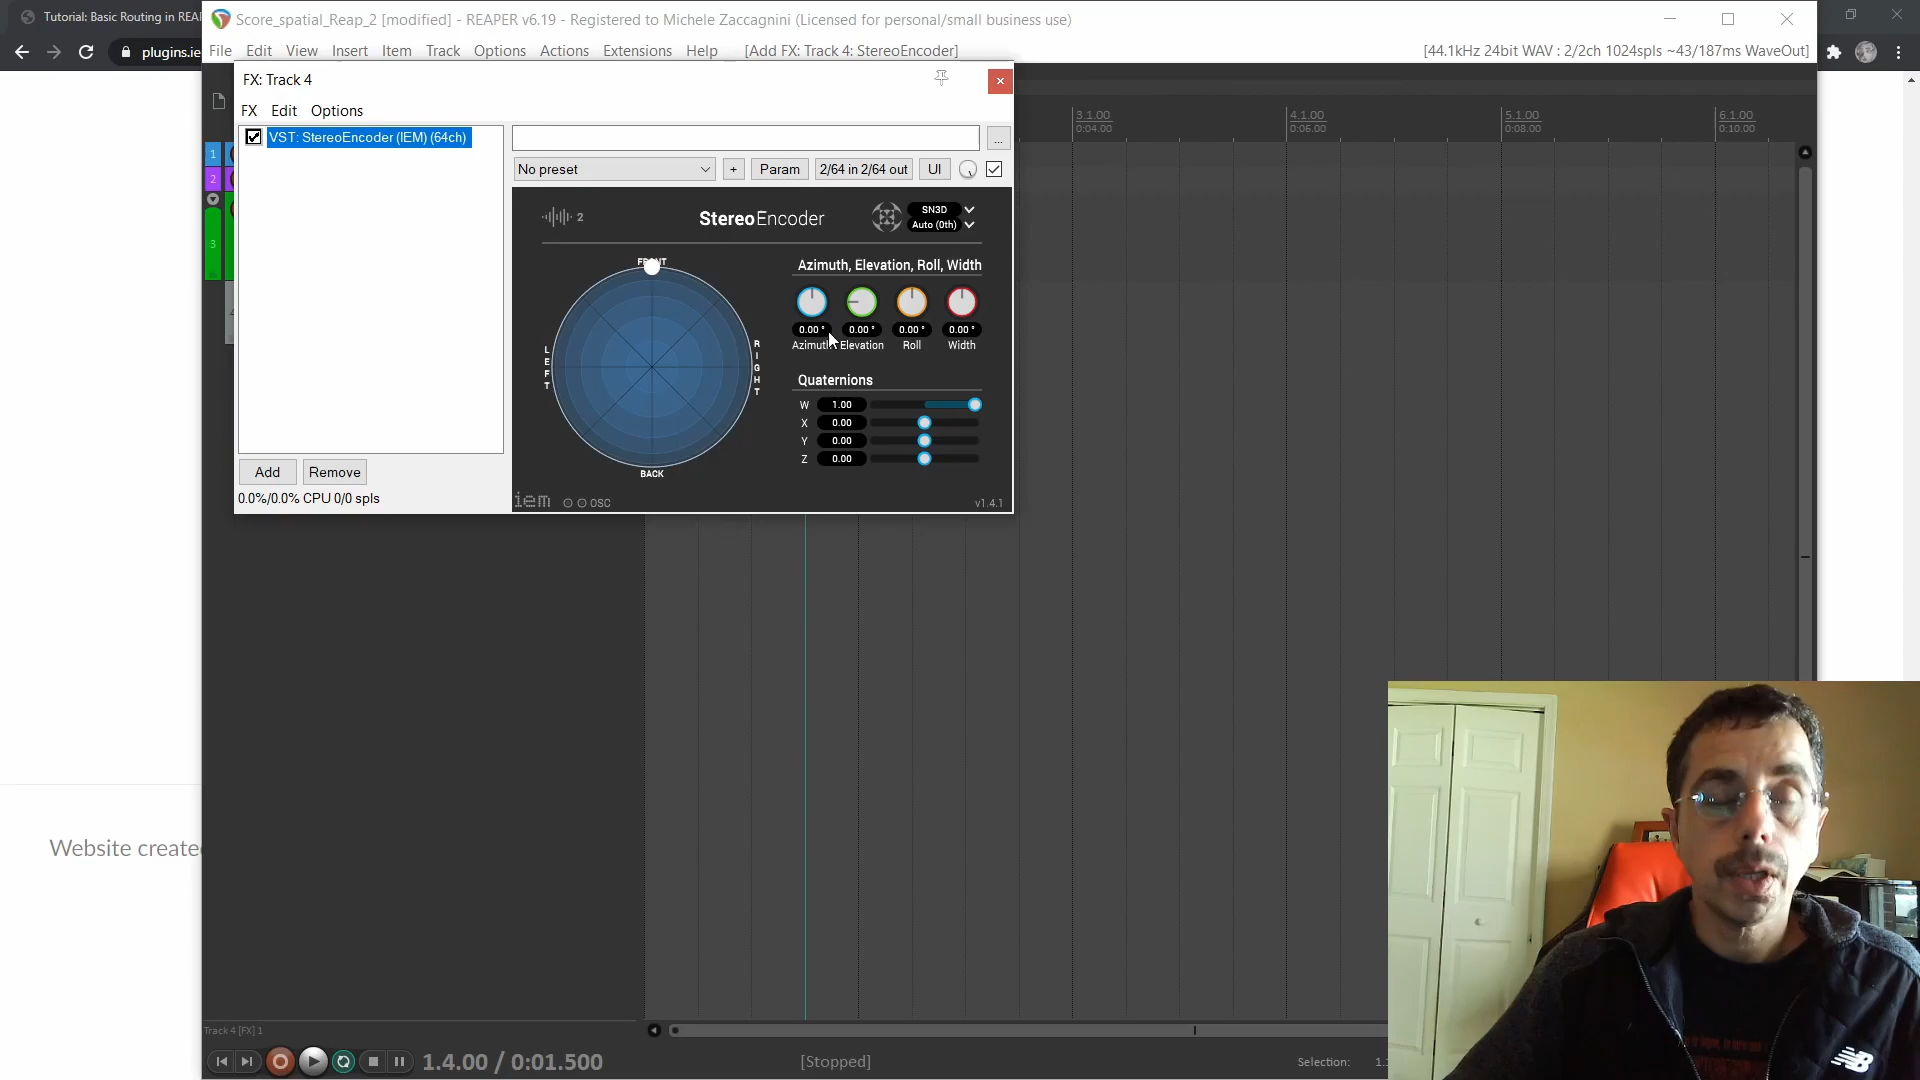 Tutorial: Basic Routing in REA
plugins.ie
Score_spatial_Reap_2 [modified] - REAPER v6.19 - Registered to Michele Zaccagnini (Licensed for personal/small business use)
File Edit View Insert Item Track Options Actions Extensions Help [Add FX: Track 4: StereoEncoder]
[44.1kHz 24bit WAV : 2/2ch 1024spls ~43/187ms WaveOut]
FX: Track 4
FX Edit Options
VST: StereoEncoder (IEM) (64ch)
...
No preset
+
Param
2/64 in 2/64 out
UI
2
StereoEncoder
SN3D
Auto (0th)
FRONT
LEFT
RIGHT
BACK
Azimuth, Elevation, Roll, Width
0.00 ° 0.00 ° 0.00 ° 0.00 °
Azimuth Elevation Roll Width
Quaternions
W 1.00
X 0.00
Y 0.00
Z 0.00
iem
OSC
v1.4.1
Add
Remove
0.0%/0.0% CPU 0/0 spls
3.1.00
0:04.00
4.1.00
0:06.00
5.1.00
0:08.00
6.1.00
0:10.00
1
2
3
Website created
Track 4 [FX] 1
1.4.00 / 0:01.500
[Stopped]
Selection:
1.